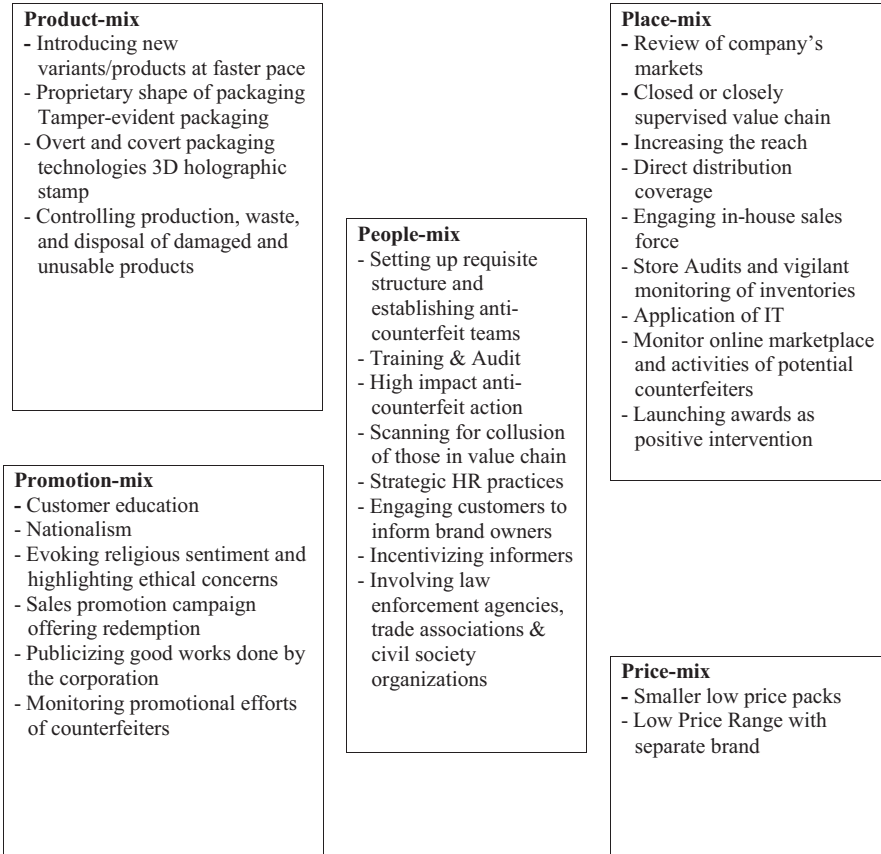 Product-mix
- Introducing new
variants/products at faster pace
- Proprietary shape of packaging
Tamper-evident packaging
- Overt and covert packaging
technologies 3D holographic
stamp
- Controlling production, waste,
and disposal of damaged and
unusable products
Promotion-mix
- Customer education
- Nationalism
- Evoking religious sentiment and
highlighting ethical concerns
- Sales promotion campaign
offering redemption
- Publicizing good works done by
the corporation
- Monitoring promotional efforts
of counterfeiters
People-mix
- Setting up requisite
structure and
establishing anti-
counterfeit teams
- Training & Audit
- High impact anti-
counterfeit action
- Scanning for collusion
of those in value chain
- Strategic HR practices
- Engaging customers to
inform brand owners
- Incentivizing informers
- Involving law
enforcement agencies,
trade associations &
civil society
organizations
Place-mix
- Review of company’s
markets
- Closed or closely
supervised value chain
- Increasing the reach
- Direct distribution
coverage
- Engaging in-house sales
force
- Store Audits and vigilant
monitoring of inventories
- Application of IT
- Monitor online marketplace
and activities of potential
counterfeiters
- Launching awards as
positive intervention
Price-mix
- Smaller low price packs
- Low Price Range with
separate brand